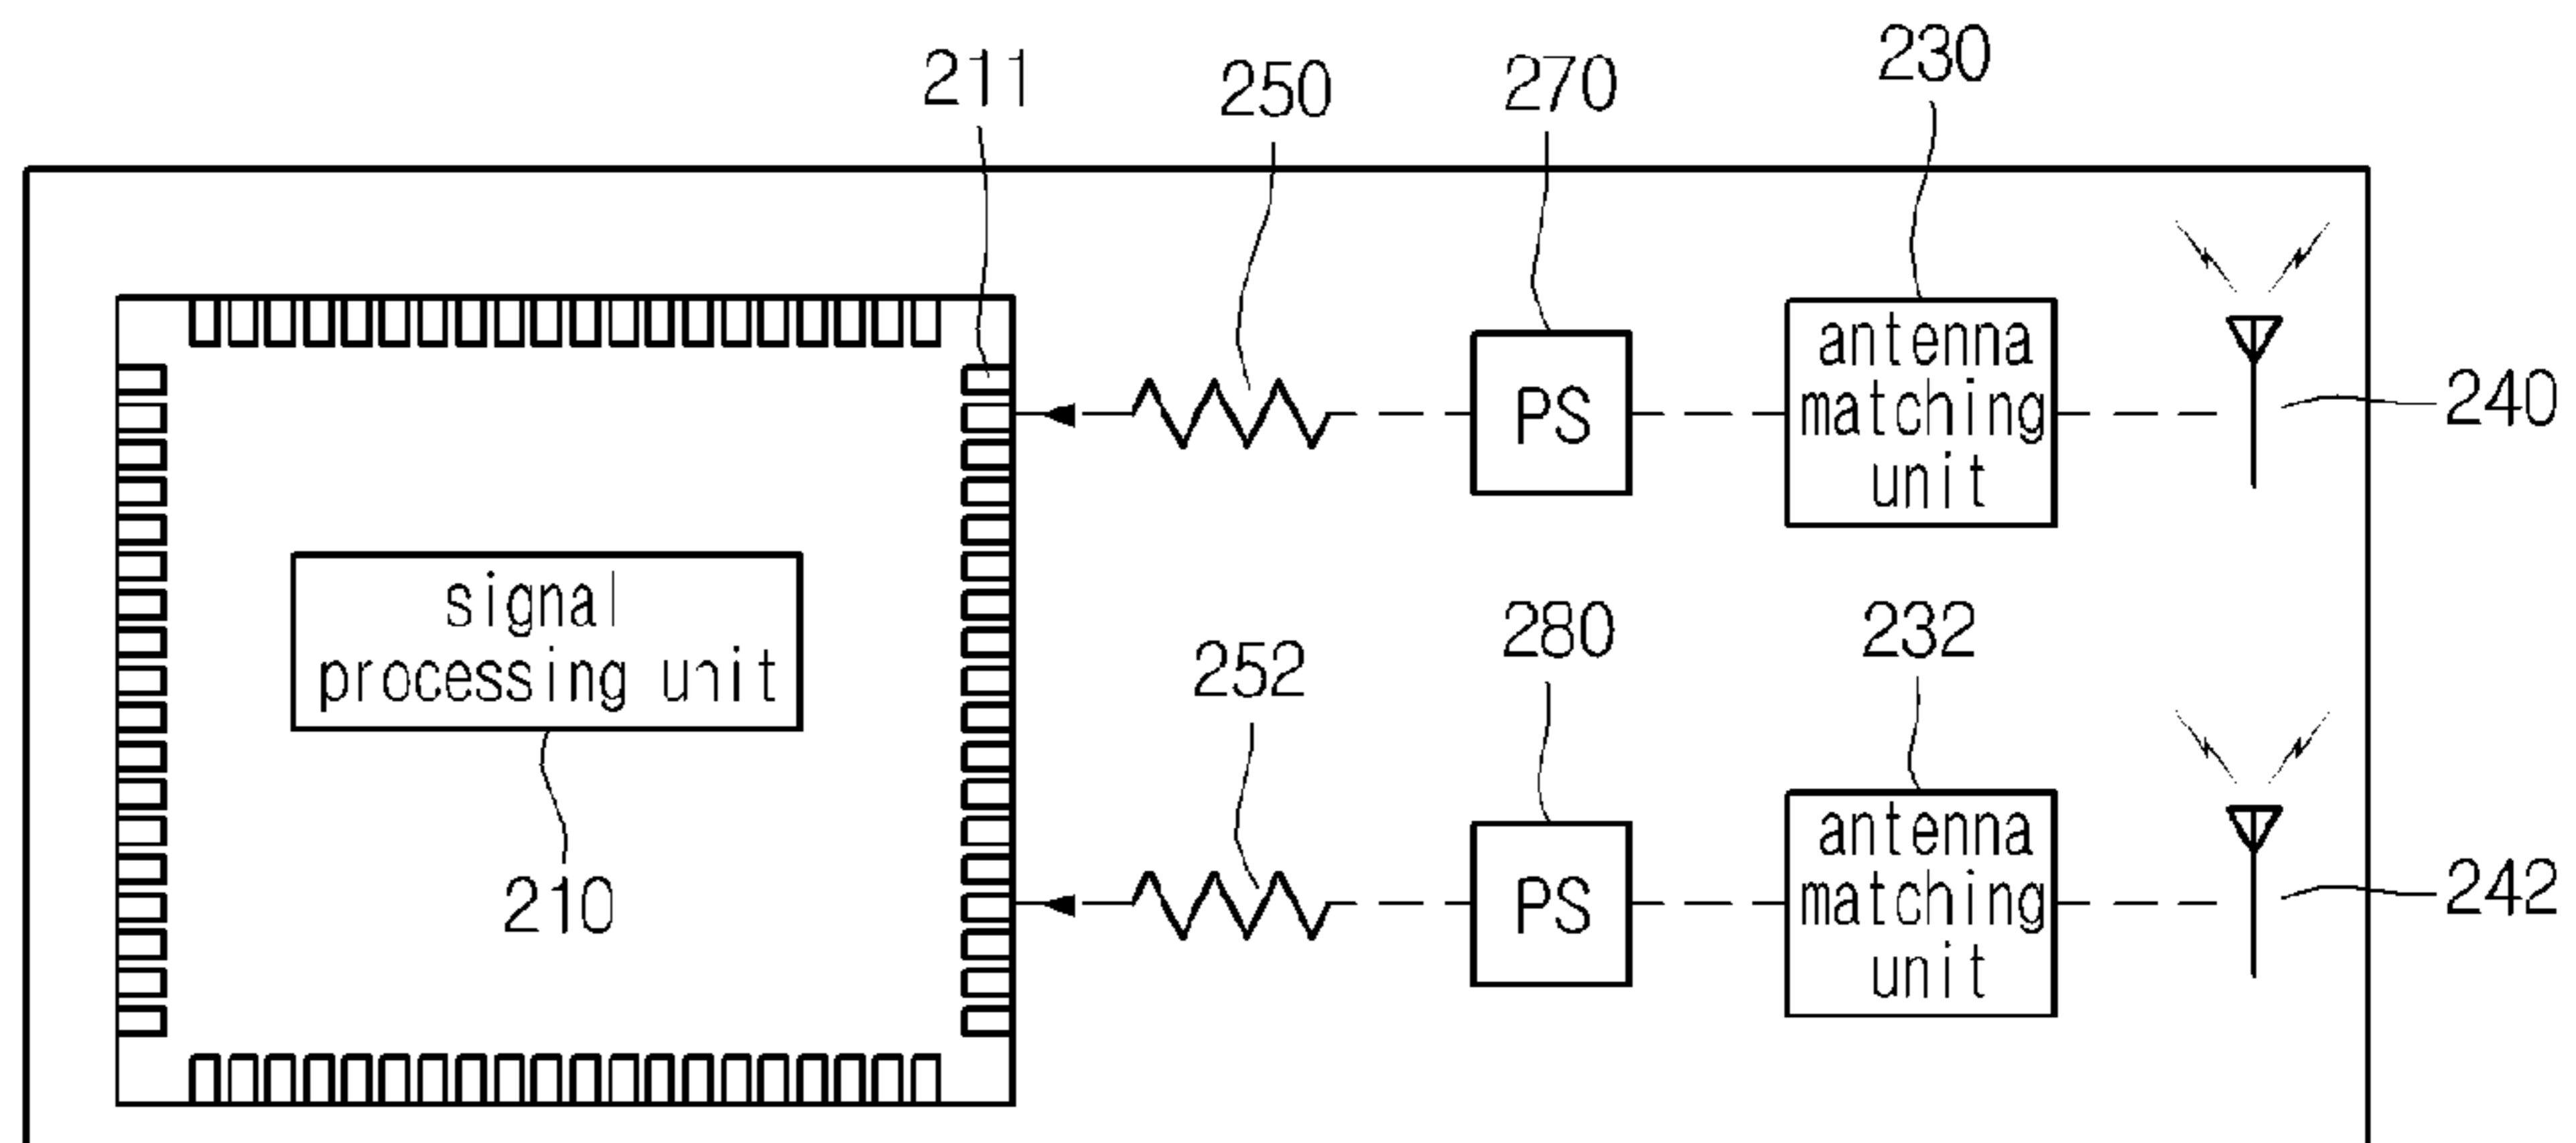 211
250
270
230
antenna
matching
unit
PS
240
signal
processing unit
210
252
280
232
antenna
matching
unit
PS
242